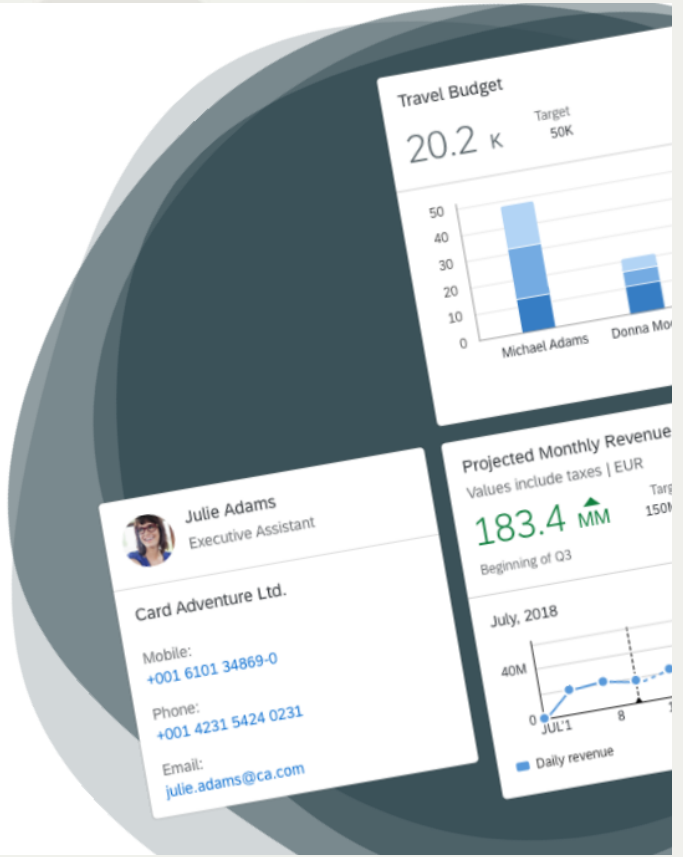 Travel Budget
20.2 K
Target
50K
50
40
30
20
10
0
Michael Adams
Donna
Julie Adams
Executive Assistant
Card Adventure Ltd.
Mobile:
+001 6101 34869-0
Phone:
+001 4231 5424 0231
Email:
julie.adams@ca.com
Projected Monthly Revenue
Values include taxes | EUR
183.4 MM
150
Beginning of Q3
July, 2018
40M
0
JUL'1
8
Daily revenue